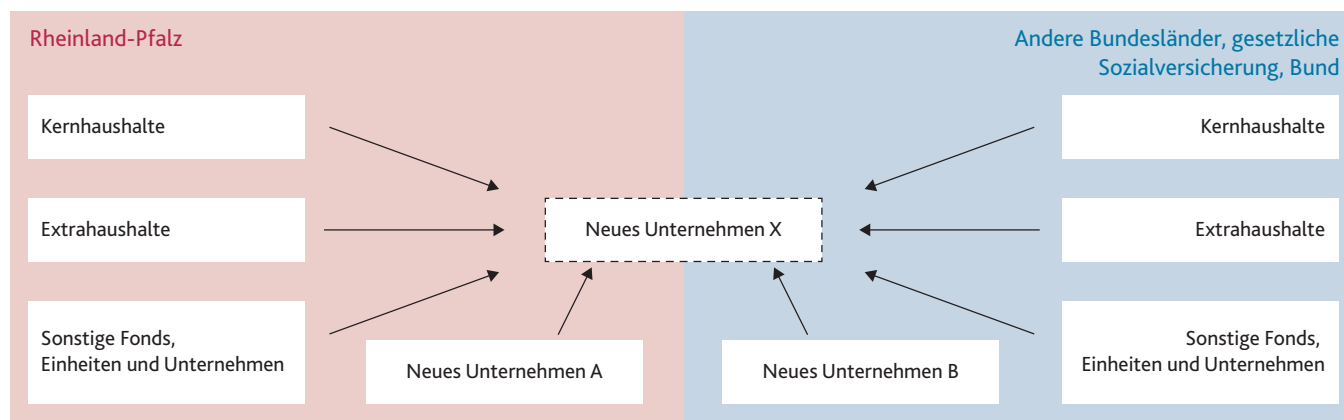 Rheinland-Pfalz
Andere Bundesländer, gesetzliche
Sozialversicherung, Bund
Kernhaushalte
Kernhaushalte
Extrahaushalte
Neues Unternehmen X
Extrahaushalte
Sonstige Fonds,
Einheiten und Unternehmen
Neues Unternehmen A
Neues Unternehmen B
Sonstige Fonds,
Einheiten und Unternehmen